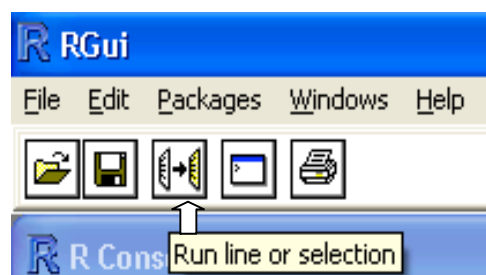 R RGui
File Edit Packages Windows Help
R R Cons
Run line or selection